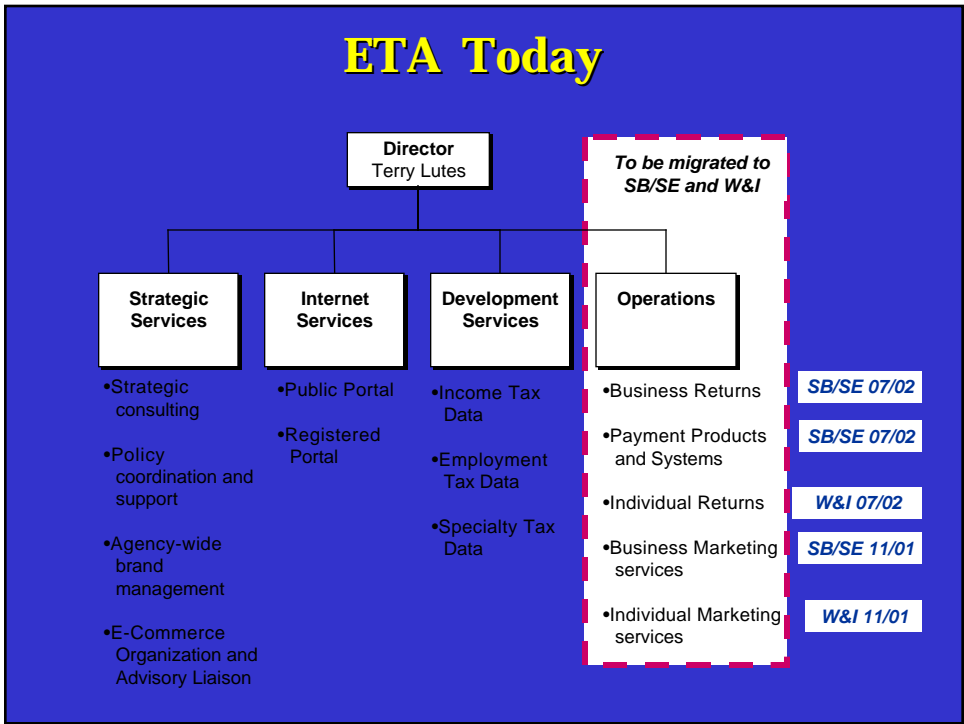 ETA Today
Director
Terry Lutes
To be migrated to
SB/SE and W&I
Strategic
Services
Internet
Services
Development
Services
Operations
•Strategic
consulting
•Policy
coordination and
support
•Agency-wide
brand
management
•E-Commerce
Organization and
Advisory Liaison
•Public Portal
•Registered
Portal
•Income Tax
Data
•Employment
Tax Data
•Specialty Tax
Data
•Business Returns
•Payment Products
and Systems
•Individual Returns
•Business Marketing
services
•Individual Marketing
services
SB/SE 07/02
SB/SE 07/02
W&I 07/02
SB/SE 11/01
W&I 11/01